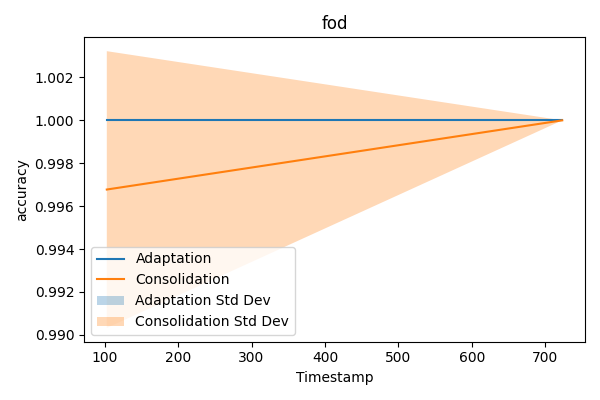 fod
accuracy
1.002
1.000
0.998
0.996
0.994
0.992
0.990
Adaptation
Consolidation
Adaptation Std Dev
Consolidation Std Dev
100 200 300 400 500 600 700
Timestamp